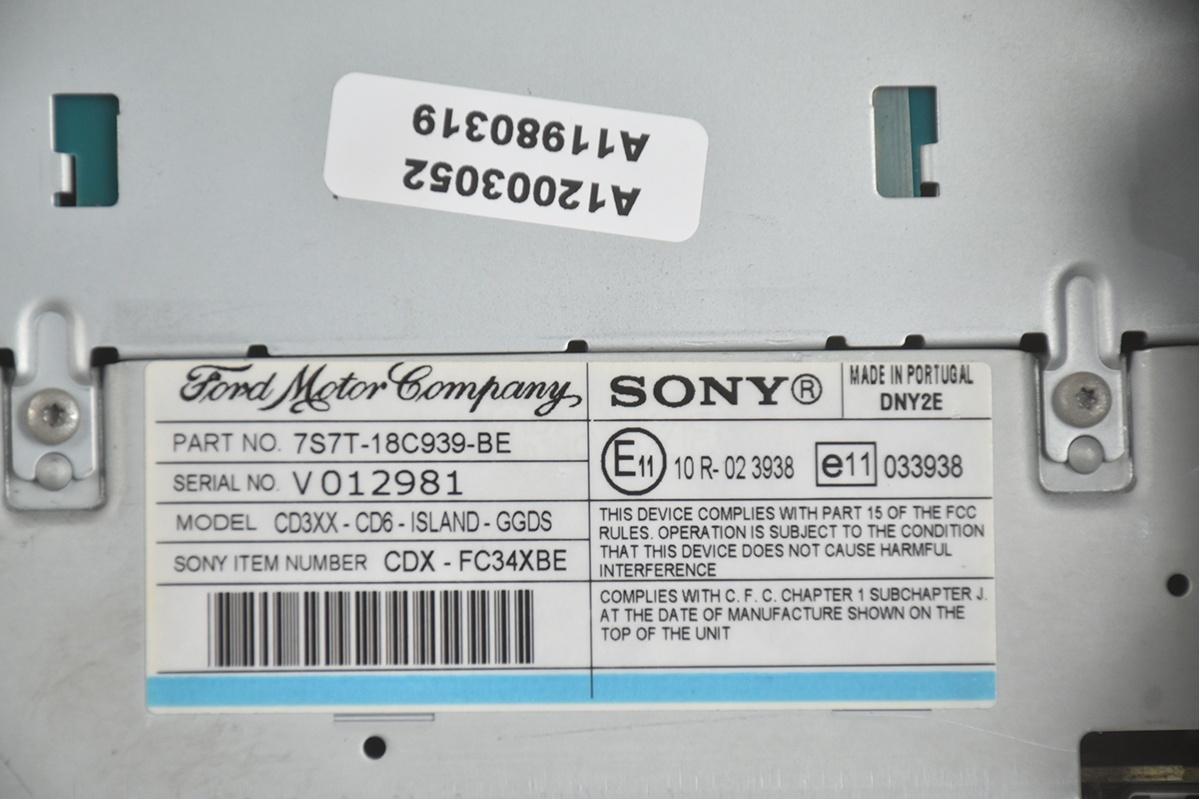 A12003052
A11980319
Ford Motor Company
PART NO. 7S7T-18C939-BE
SERIAL NO. V 012981
MODEL CD3XX - CD6 - ISLAND - GGDS
SONY ITEM NUMBER CDX - FC34XBE
SONY®
MADE IN PORTUGAL
DNY2E
E11 10 R- 02 3938 e11 033938
THIS DEVICE COMPLIES WITH PART 15 OF THE FCC
RULES. OPERATION IS SUBJECT TO THE CONDITION
THAT THIS DEVICE DOES NOT CAUSE HARMFUL
INTERFERENCE
COMPLIES WITH C. F. C. CHAPTER 1 SUBCHAPTER J.
AT THE DATE OF MANUFACTURE SHOWN ON THE
TOP OF THE UNIT